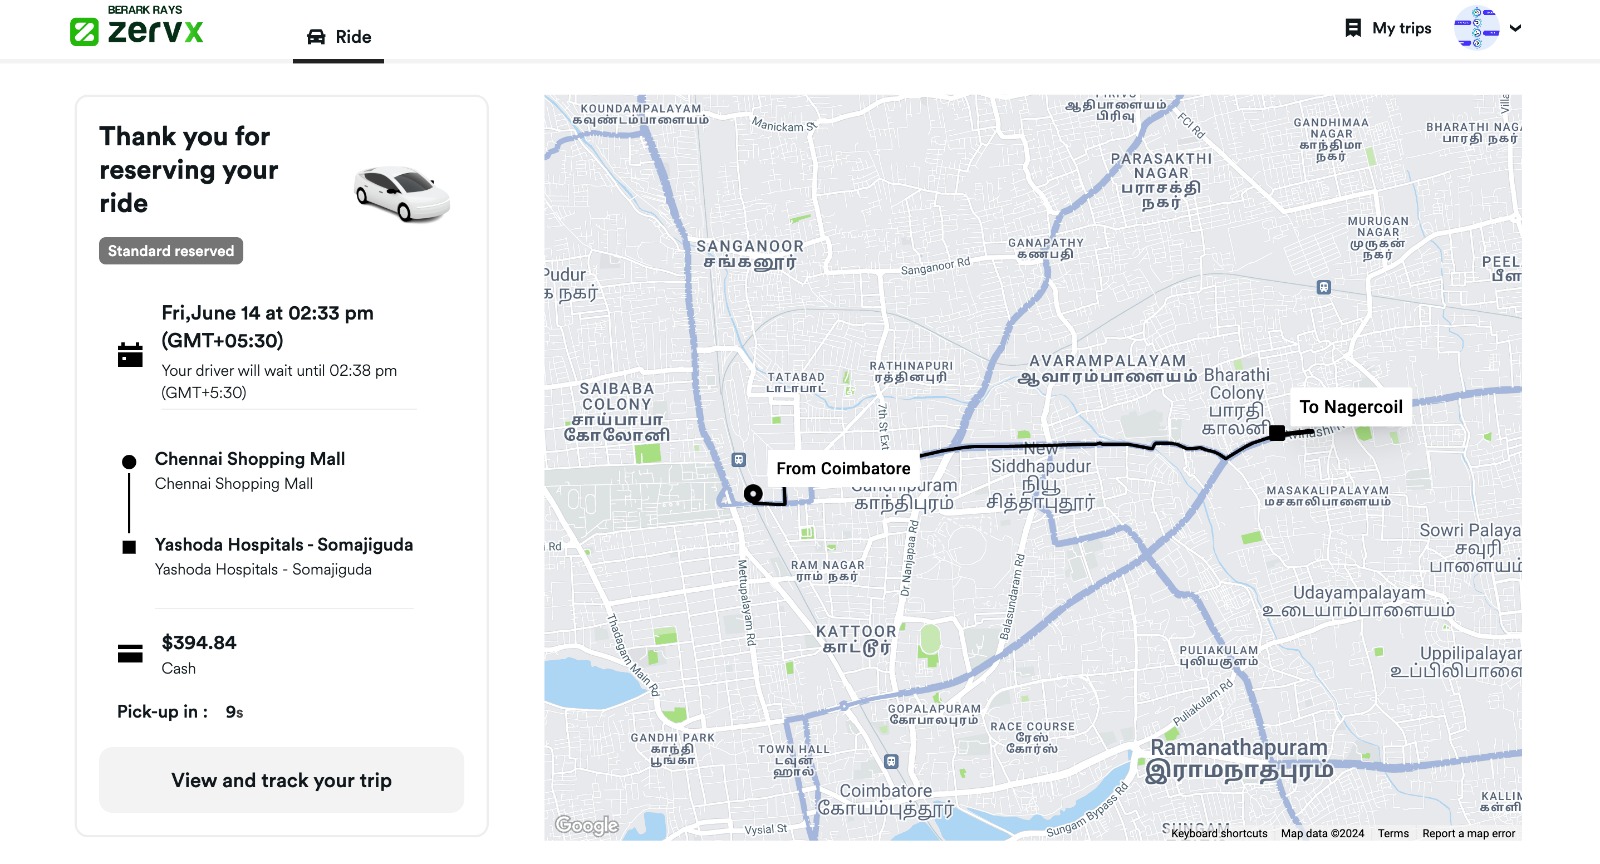 BERARK RAYS
zervx
Ride
My trips
Thank you for
reserving your
ride
Standard reserved
Fri,June 14 at 02:33 pm
(GMT+05:30)
Your driver will wait until 02:38 pm
(GMT+5:30)
Chennai Shopping Mall
Chennai Shopping Mall
Yashoda Hospitals - Somajiguda
Yashoda Hospitals - Somajiguda
$394.84
Cash
Pick-up in : 9s
View and track your trip
KOUNDAMPALAYAM
கவுண்டம்பாளையம்
Manickam St
ஆதிபாளையம்
பிரிவு
FCI Rd
GANDHIMAA
NAGAR
காந்திமா
நகர்
BHARATHI NAGA
பாரதி நகர்
PARASAKTHI
NAGAR
பராசக்தி
நகர்
MURUGAN
NAGAR
முருகன்
நகர்
SANGANOOR
சங்கனூர்
GANAPATHY
கணபதி
Sanganoor Rd
PEEL
பீள
Pudur
க நகர்
TATABAD
டாடாபாட்
RATHINAPURI
ரத்தினபுரி
AVARAMPALAYAM
ஆவாரம்பாளையம்
Bharathi
Colony
பாரதி
காலனி
SAIBABA
COLONY
சாய்பாபா
கோலோனி
7th St Ext
To Nagercoil
From Coimbatore
Gandhipuram
காந்திபுரம்
New
Siddhapudur
நியூ
சித்தாபுதூர்
MASAKALIPALAYAM
மசகாலிபாளையம்
Sowri Palaya
சவுரி
பாளையம்
Rd
RAM NAGAR
ராம் நகர்
Dr Nanjapaa Rd
Balasundaram Rd
Mettupalayam Rd
Thadagam Main Rd
Udayampalayam
உடையாம்பாளையம்
KATTOOR
காட்டூர்
PULIAKULAM
புலியகுளம்
Uppilipalayar
உப்பிலிபாளைய
Puliakulam Rd
GOPALAPURAM
கோபாலபுரம்
RACE COURSE
ரேஸ்
கோர்ஸ்
GANDHI PARK
காந்தி
பூங்கா
TOWN HALL
டவுன்
ஹால்
Ramanathapuram
இராமநாதபுரம்
Coimbatore
கோயம்புத்தூர்
Sungam Bypass Rd
KALLIM
கள்ளி
Google
Vysial St
SUNGAM
Keyboard shortcuts
Map data ©2024
Terms
Report a map error